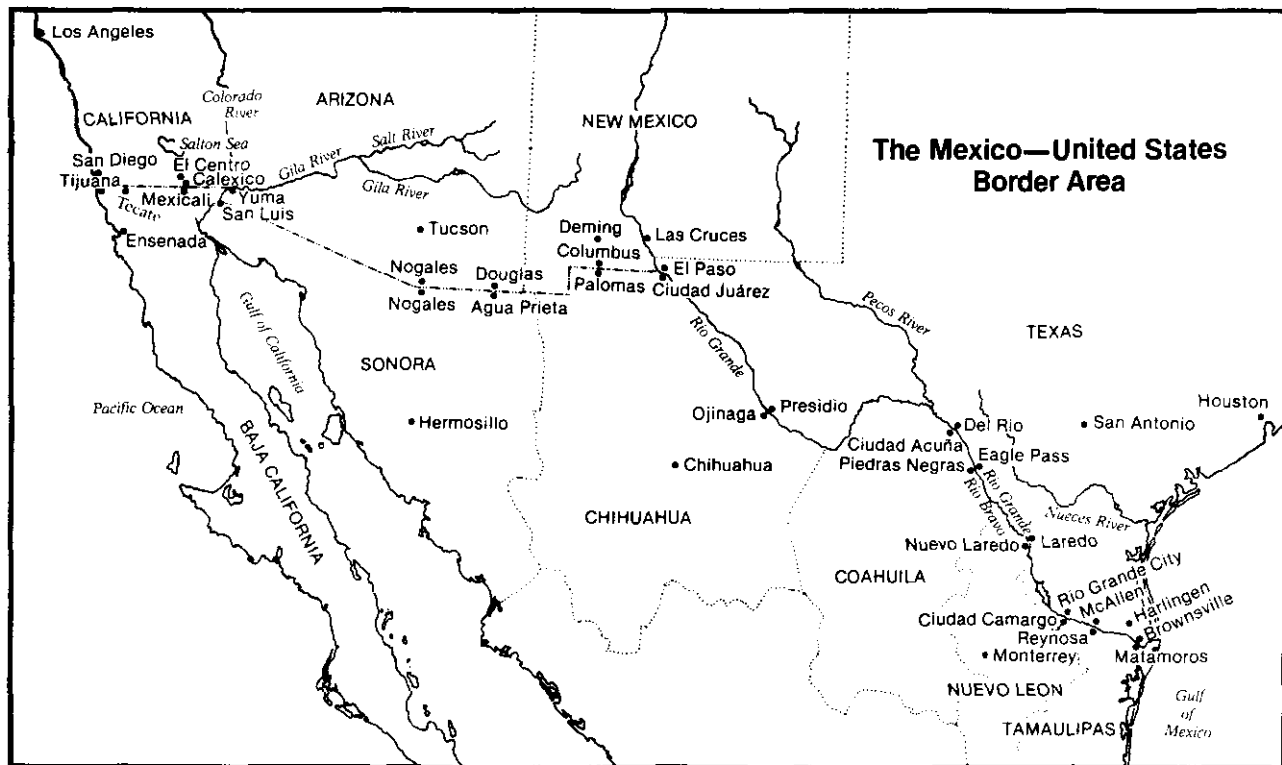 Los Angeles
Colorado
River
ARIZONA
CALIFORNIA
NEW MEXICO
Salton Sea
Salt River
The Mexico—United States
Border Area
San Diego
El Centro
Gila River
Tijuana
Calexico
Gila River
Mexicali
Yuma
Tecate
San Luis
Ensenada
Tucson
Deming
Las Cruces
Columbus
Nogales
Douglas
El Paso
Palomas
Ciudad Juárez
Nogales
Agua Prieta
Pecos River
Gulf of California
Rio Grande
TEXAS
SONORA
Pacific Ocean
Hermosillo
Ojinaga
Presidio
Houston
BAJA CALIFORNIA
Del Rio
San Antonio
Ciudad Acuña
Eagle Pass
Piedras Negras
Chihuahua
Rio Grande
Rio Bravo
CHIHUAHUA
Nueces River
Nuevo Laredo
Laredo
COAHUILA
Rio Grande City
McAllen
Harlingen
Ciudad Camargo
Brownsville
Reynosa
Monterrey
Matamoros
NUEVO LEON
Gulf
of
Mexico
TAMAULIPAS